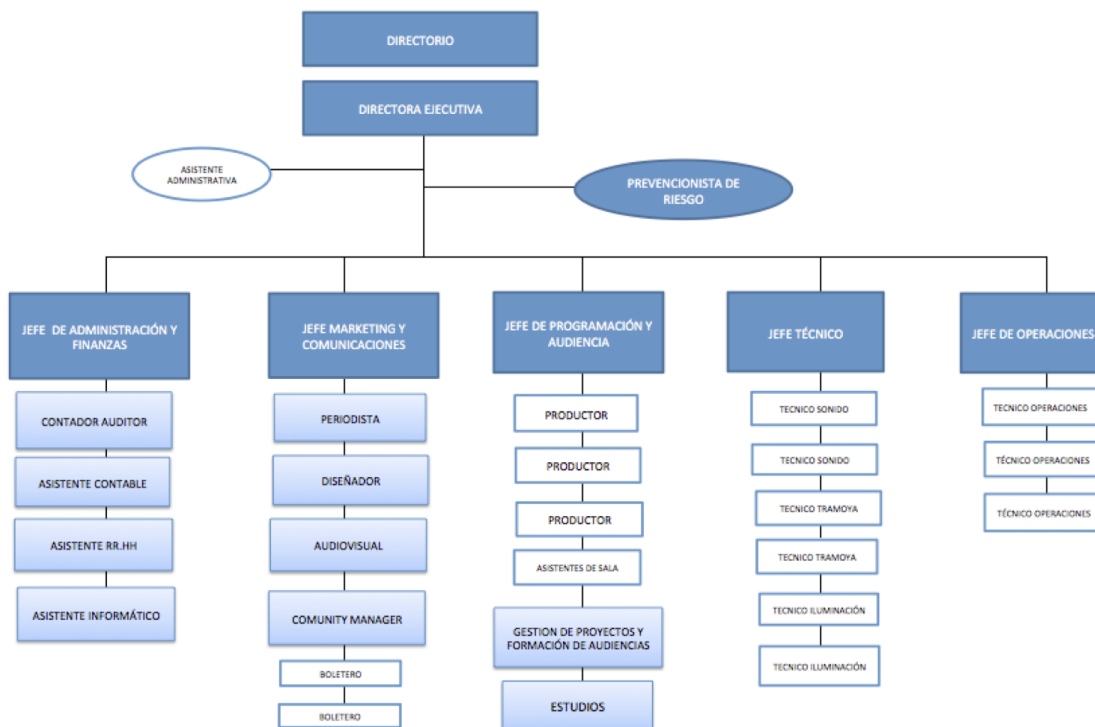 DIRECTORIO
DIRECTORA EJECUTIVA
ASISTENTE
ADMINISTRATIVA
PREVENCIONISTA DE
RIESGO
JEFE DE ADMINISTRACIÓN Y
FINANZAS
CONTADOR AUDITOR
ASISTENTE CONTABLE
ASISTENTE RR.HH
ASISTENTE INFORMÁTICO
JEFE MARKETING Y
COMUNICACIONES
PERIODISTA
DISEÑADOR
AUDIOVISUAL
COMUNITY MANAGER
BOLETERO
BOLETERO
JEFE DE PROGRAMACIÓN Y
AUDIENCIA
PRODUCTOR
PRODUCTOR
PRODUCTOR
ASISTENTES DE SALA
GESTION DE PROYECTOS Y
FORMACIÓN DE AUDIENCIAS
ESTUDIOS
JEFE TÉCNICO
TECNICO SONIDO
TECNICO SONIDO
TECNICO TRAMOYA
TECNICO TRAMOYA
TECNICO ILUMINACIÓN
TECNICO ILUMINACIÓN
JEFE DE OPERACIONES
TECNICO OPERACIONES
TÉCNICO OPERACIONES
TÉCNICO OPERACIONES